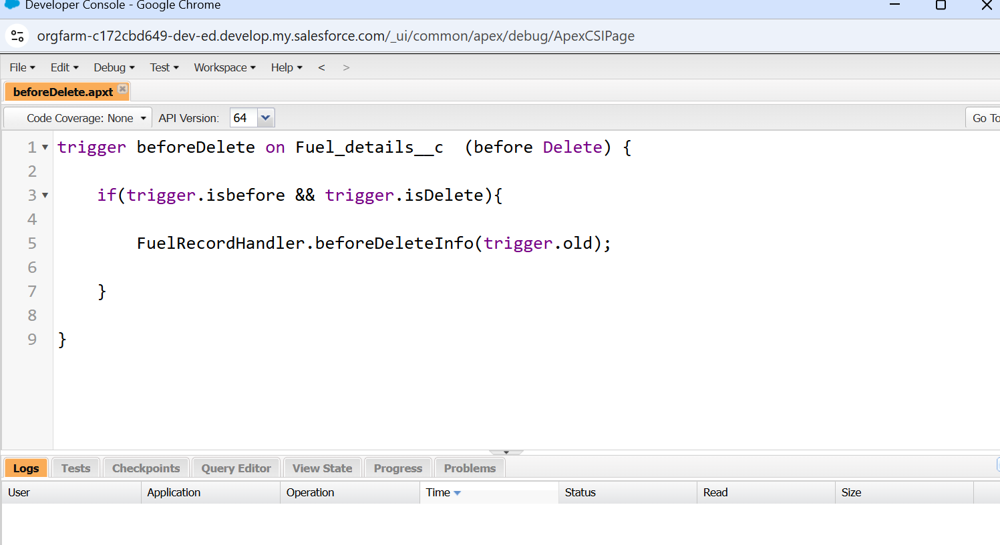 Developer Console - Google Chrome
orgfarm-c172cbd649-dev-ed.develop.my.salesforce.com/_ui/common/apex/debug/ApexCSIPage
File Edit Debug Test Workspace Help < >
beforeDelete.apxt
Code Coverage: None API Version: 64 Go To
1 trigger beforeDelete on Fuel_details__c  (before Delete) {
2
3     if(trigger.isbefore && trigger.isDelete){
4
5         FuelRecordHandler.beforeDeleteInfo(trigger.old);
6
7     }
8
9 }
Logs Tests Checkpoints Query Editor View State Progress Problems
User Application Operation Time Status Read Size